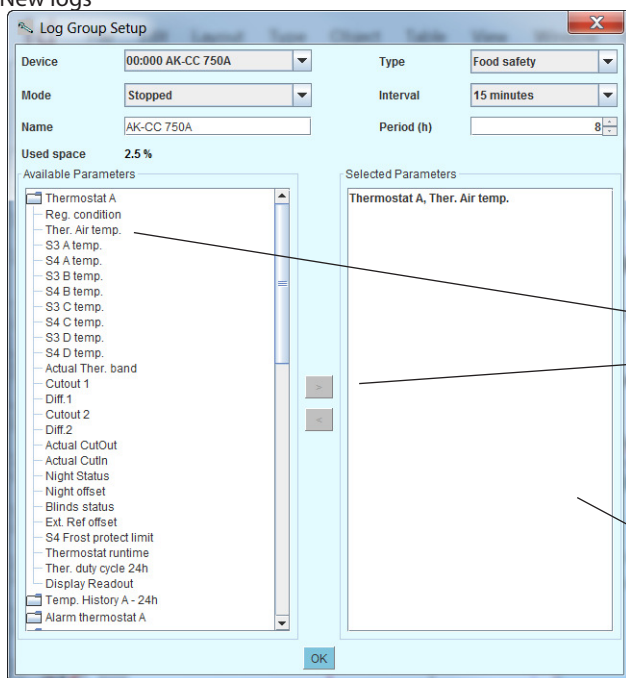 New logs
Log Group Setup
Device 00:000 AK-CC 750A Type Food safety
Mode Stopped Interval 15 minutes
Name AK-CC 750A Period (h) 8
Used space 2.5 %
Available Parameters Selected Parameters
Thermostat A Thermostat A, Ther. Air temp.
Reg. condition
Ther. Air temp.
S3 A temp.
S4 A temp.
S3 B temp.
S4 B temp.
S3 C temp.
S4 C temp.
S3 D temp.
S4 D temp.
Actual Ther. band
Cutout 1
Diff.1
Cutout 2
Diff.2
Actual CutOut
Actual CutIn
Night Status
Night offset
Blinds status
Ext. Ref offset
S4 Frost protect limit
Thermostat runtime
Ther. duty cycle 24h
Display Readout
Temp. History A - 24h
Alarm thermostat A
>
<
OK